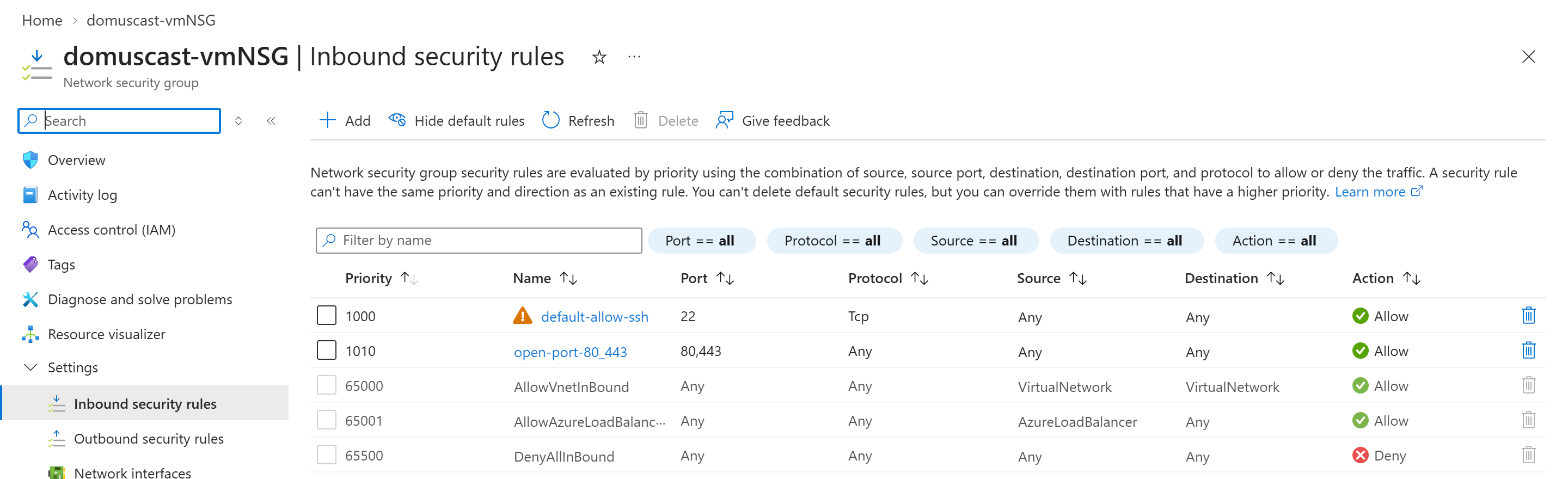 Home > domuscast-vmNSG
domuscast-vmNSG | Inbound security rules ...
Network security group
Search
Overview
Activity log
Access control (IAM)
Tags
Diagnose and solve problems
Resource visualizer
Settings
Inbound security rules
Outbound security rules
Network interfaces
Add Hide default rules Refresh Delete Give feedback
Network security group security rules are evaluated by priority using the combination of source, source port, destination, destination port, and protocol to allow or deny the traffic. A security rule
can't have the same priority and direction as an existing rule. You can't delete default security rules, but you can override them with rules that have a higher priority. Learn more
Filter by name Port == all Protocol == all Source == all Destination == all Action == all
Priority Name Port Protocol Source Destination Action
1000 default-allow-ssh 22 Tcp Any Any Allow
1010 open-port-80_443 80,443 Any Any Any Allow
65000 AllowVnetInBound Any Any VirtualNetwork VirtualNetwork Allow
65001 AllowAzureLoadBalanc... Any Any AzureLoadBalancer Any Allow
65500 DenyAllInBound Any Any Any Any Deny